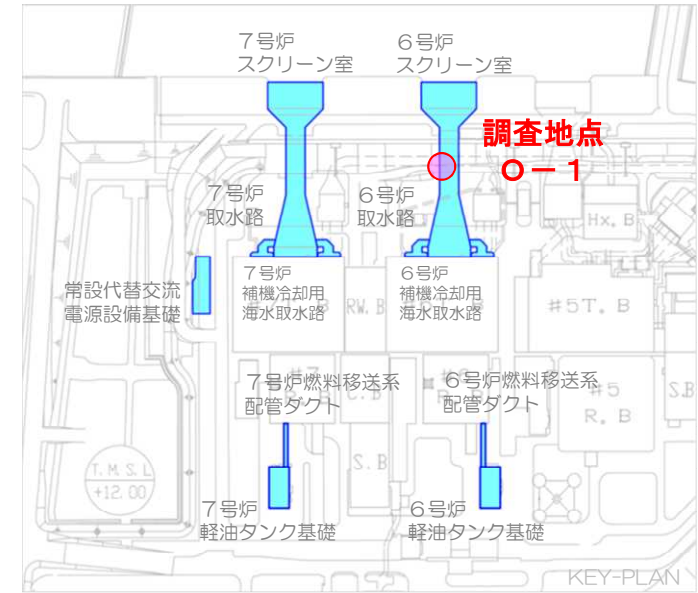 7号炉
スクリーン室
6号炉
スクリーン室
調査地点
O－1
7号炉
取水路
6号炉
取水路
Hx. B
常設代替交流
電源設備基礎
7号炉
補機冷却用
海水取水路
RW. B
6号炉
補機冷却用
海水取水路
#5T. B
7号炉燃料移送系
配管ダクト
6号炉燃料移送系
配管ダクト
#5
R. B
S.B
C. B
S.B
T. M. S. L
+12. 00
7号炉
軽油タンク基礎
6号炉
軽油タンク基礎
KEY-PLAN